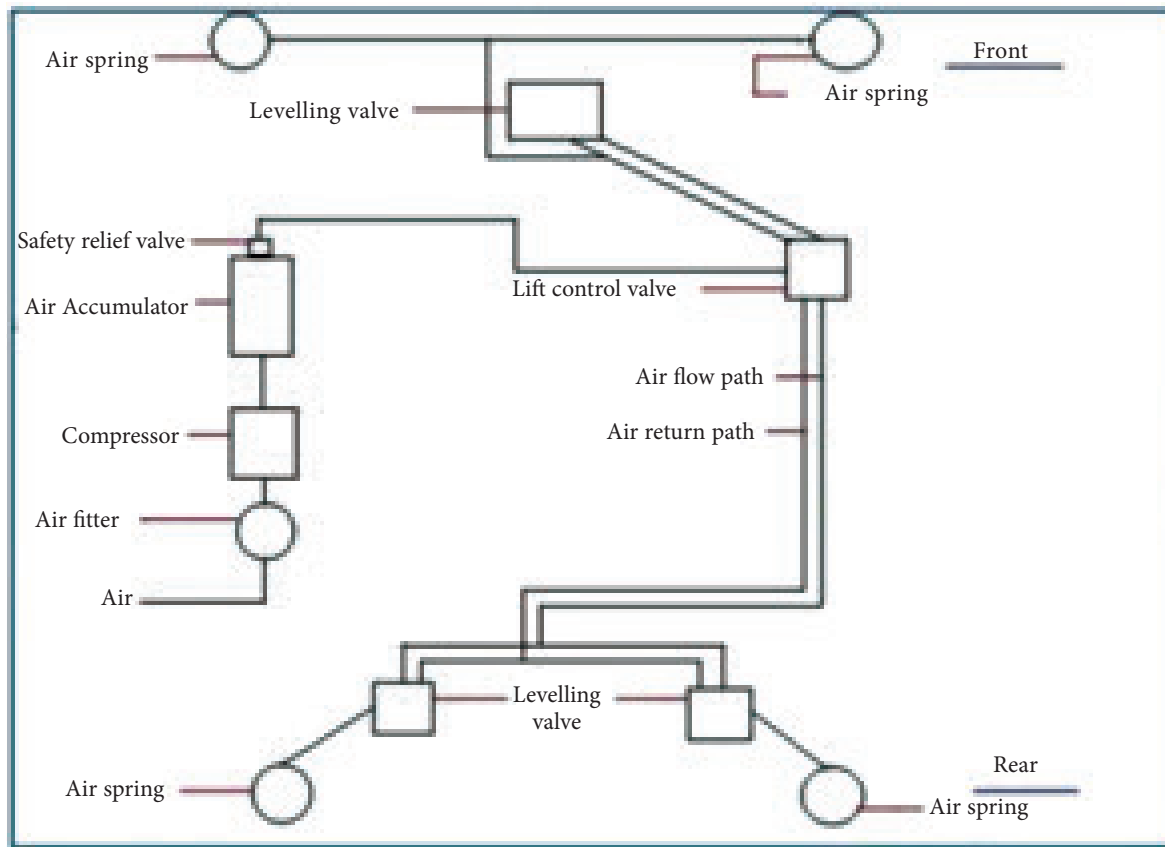 Air spring
Front
Air spring
Levelling valve
Safety relief valve
Air Accumulator
Lift control valve
Air flow path
Air return path
Compressor
Air fitter
Air
Levelling
valve
Air spring
Rear
Air spring